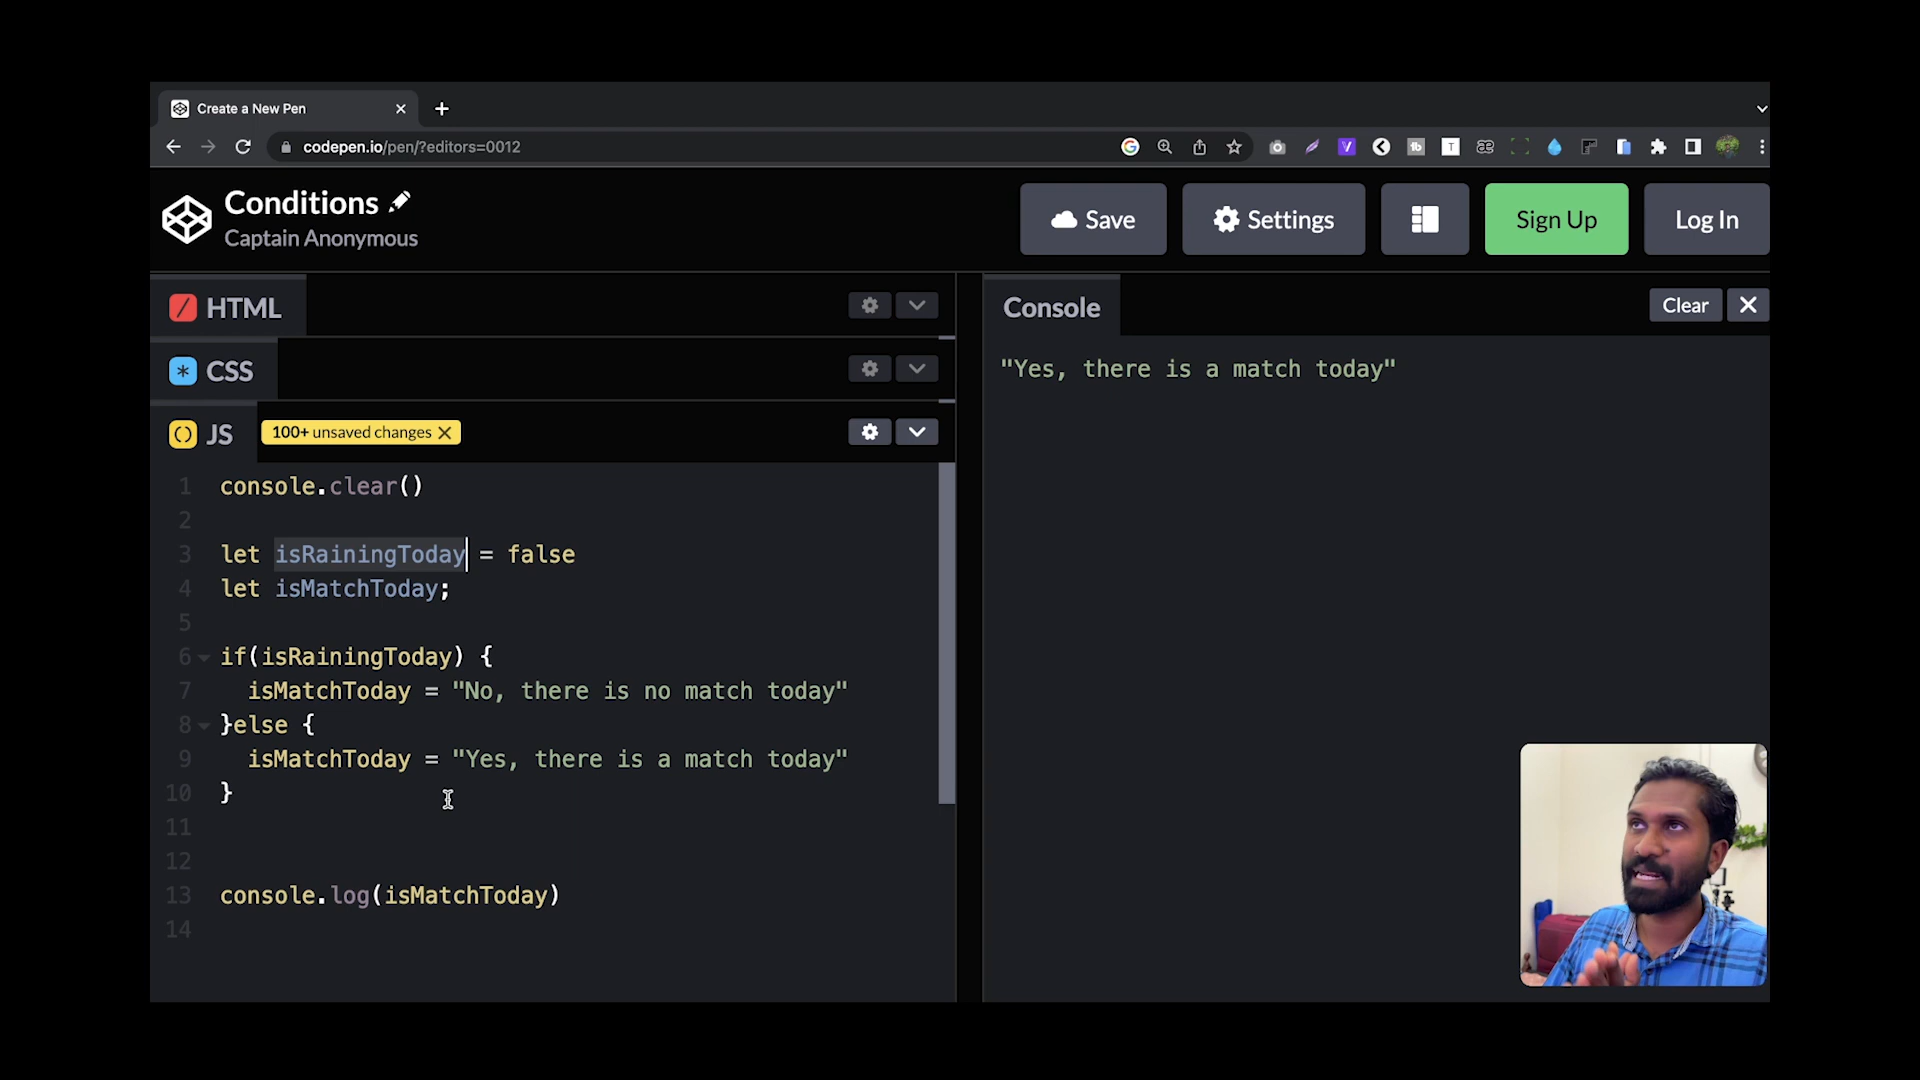 Create a New Pen
codepen.io/pen/?editors=0012
Conditions
Captain Anonymous
Save
Settings
Sign Up
Log In
HTML
CSS
JS
100+ unsaved changes
Console
Clear
"Yes, there is a match today"
1 console.clear()
2
3 let isRainingToday = false
4 let isMatchToday;
5
6 if(isRainingToday) {
7 isMatchToday = "No, there is no match today"
8 }else {
9 isMatchToday = "Yes, there is a match today"
10 }
11
12
13 console.log(isMatchToday)
14